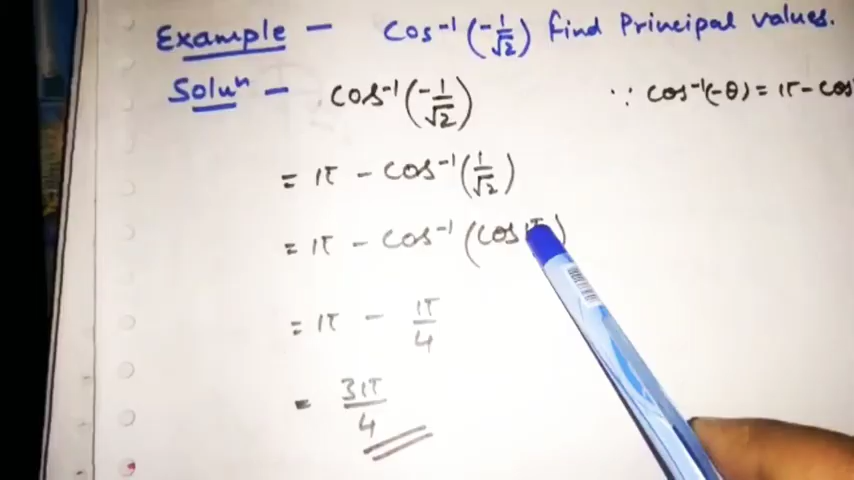 Example - Cos⁻¹(-1/√2) find Principal values.
Soluⁿ - cos⁻¹(-1/√2) ∵ cos⁻¹(-θ) = π - cos
= π - cos⁻¹(1/√2)
= π - cos⁻¹(cos π )
= π - π/4
= 3π/4